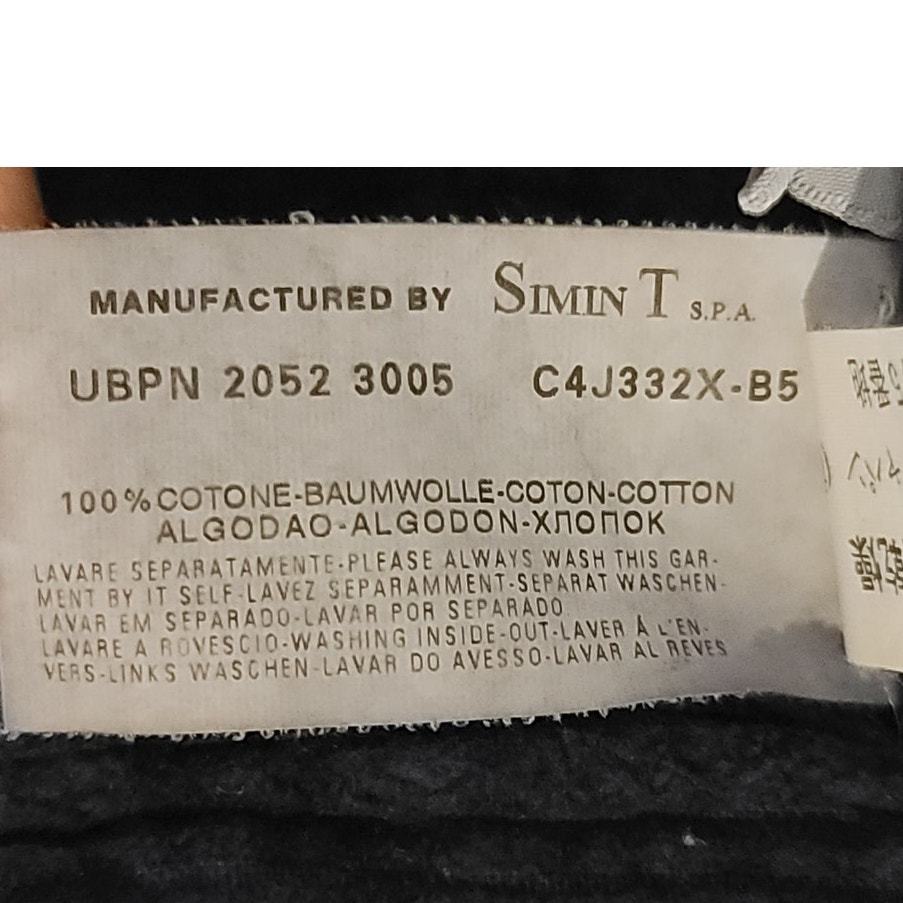 MANUFACTURED BY SIMIN T S.P.A.
UBPN 2052 3005 C4J332X-B5
100% COTONE-BAUMWOLLE-COTON-COTTON
ALGODAO-ALGODON-ХЛОПОК
LAVARE SEPARATAMENTE-PLEASE ALWAYS WASH THIS GAR-
MENT BY IT SELF-LAVEZ SEPARAMMENT-SEPARAT WASCHEN-
LAVAR EM SEPARADO-LAVAR POR SEPARADO
LAVARE A ROVESCIO-WASHING INSIDE-OUT-LAVER À L'EN-
VERS-LINKS WASCHEN-LAVAR DO AVESSO-LAVAR AL REVES